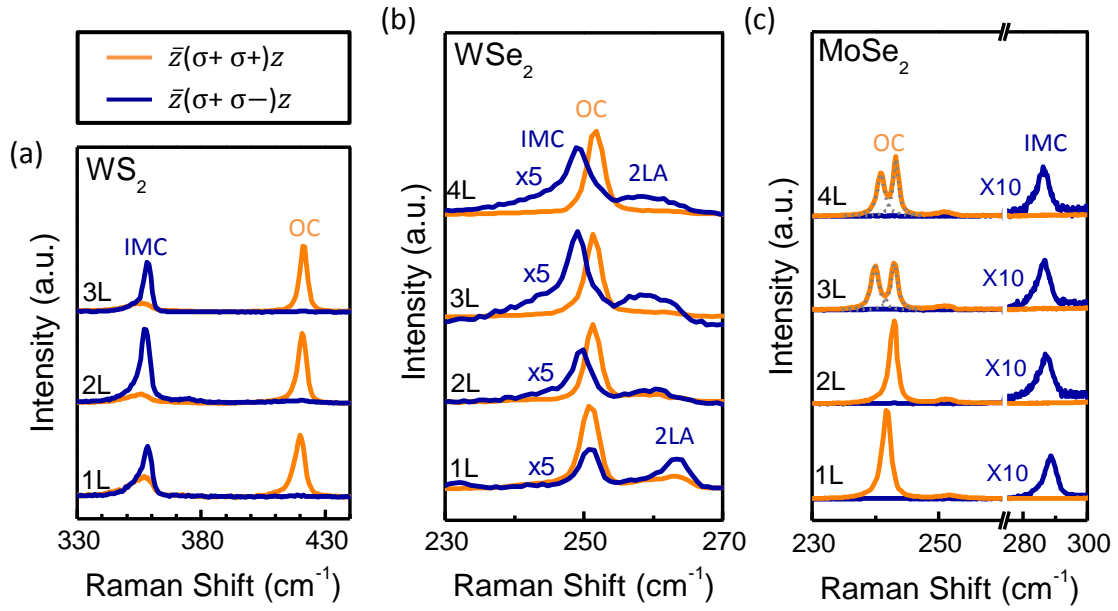 z̄(σ+ σ+)z
z̄(σ+ σ−)z
(a)
WS₂
IMC
OC
3L
2L
1L
Intensity (a.u.)
330 380 430
Raman Shift (cm⁻¹)
(b)
WSe₂
OC
IMC
x5
2LA
4L
x5
3L
x5
2L
2LA
x5
1L
Intensity (a.u.)
230 250 270
Raman Shift (cm⁻¹)
(c)
MoSe₂
OC
IMC
X10
4L
X10
3L
X10
2L
X10
1L
Intensity (a.u.)
230 250 280 300
Raman Shift (cm⁻¹)